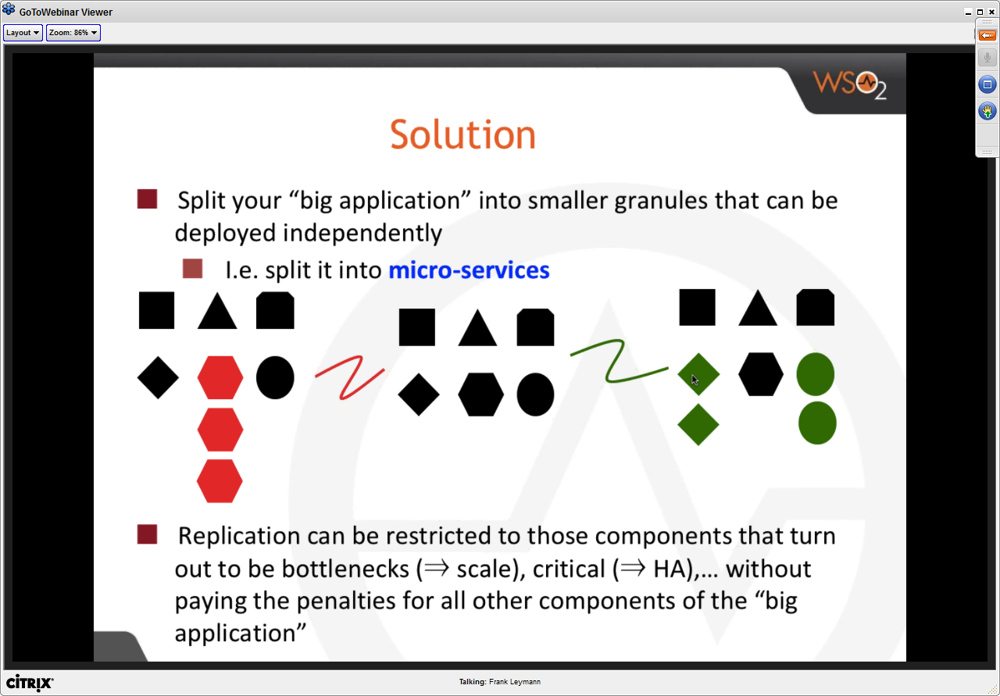 GoToWebinar Viewer
Layout
Zoom: 86%
WSO2
Solution
Split your “big application” into smaller granules that can be
deployed independently
I.e. split it into micro-services
Replication can be restricted to those components that turn
out to be bottlenecks (⇒ scale), critical (⇒ HA),... without
paying the penalties for all other components of the “big
application”
CITRIX®
Talking: Frank Leymann